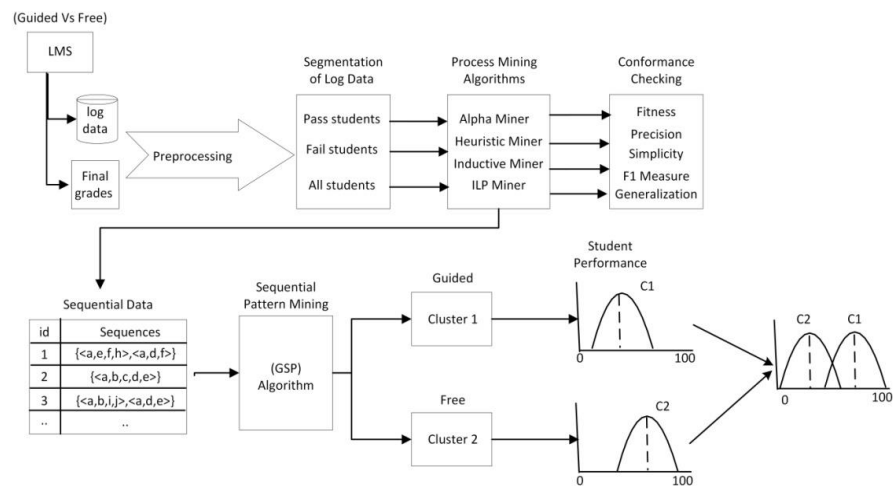 (Guided Vs Free)
LMS
log
data
Final
grades
Preprocessing
Segmentation
of Log Data
Pass students
Fail students
All students
Process Mining
Algorithms
Alpha Miner
Heuristic Miner
Inductive Miner
ILP Miner
Conformance
Checking
Fitness
Precision
Simplicity
F1 Measure
Generalization
Sequential Data
id Sequences
1 {<a,e,f,h>,<a,d,f>}
2 {<a,b,c,d,e>}
3 {<a,b,i,j>,<a,d,e>}
.. ..
Sequential
Pattern Mining
(GSP)
Algorithm
Guided
Cluster 1
Free
Cluster 2
Student
Performance
C1
0 100
C2
0 100
C2 C1
0 100